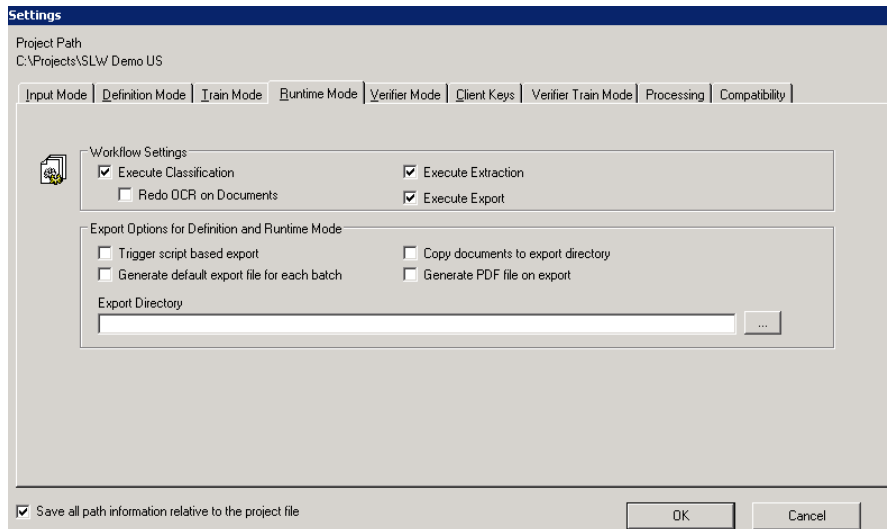 Settings
Project Path
C:\Projects\SLW Demo US
Input Mode Definition Mode Train Mode Runtime Mode Verifier Mode Client Keys Verifier Train Mode Processing Compatibility
Workflow Settings
Execute Classification Execute Extraction
Redo OCR on Documents Execute Export
Export Options for Definition and Runtime Mode
Trigger script based export Copy documents to export directory
Generate default export file for each batch Generate PDF file on export
Export Directory
...
Save all path information relative to the project file OK Cancel